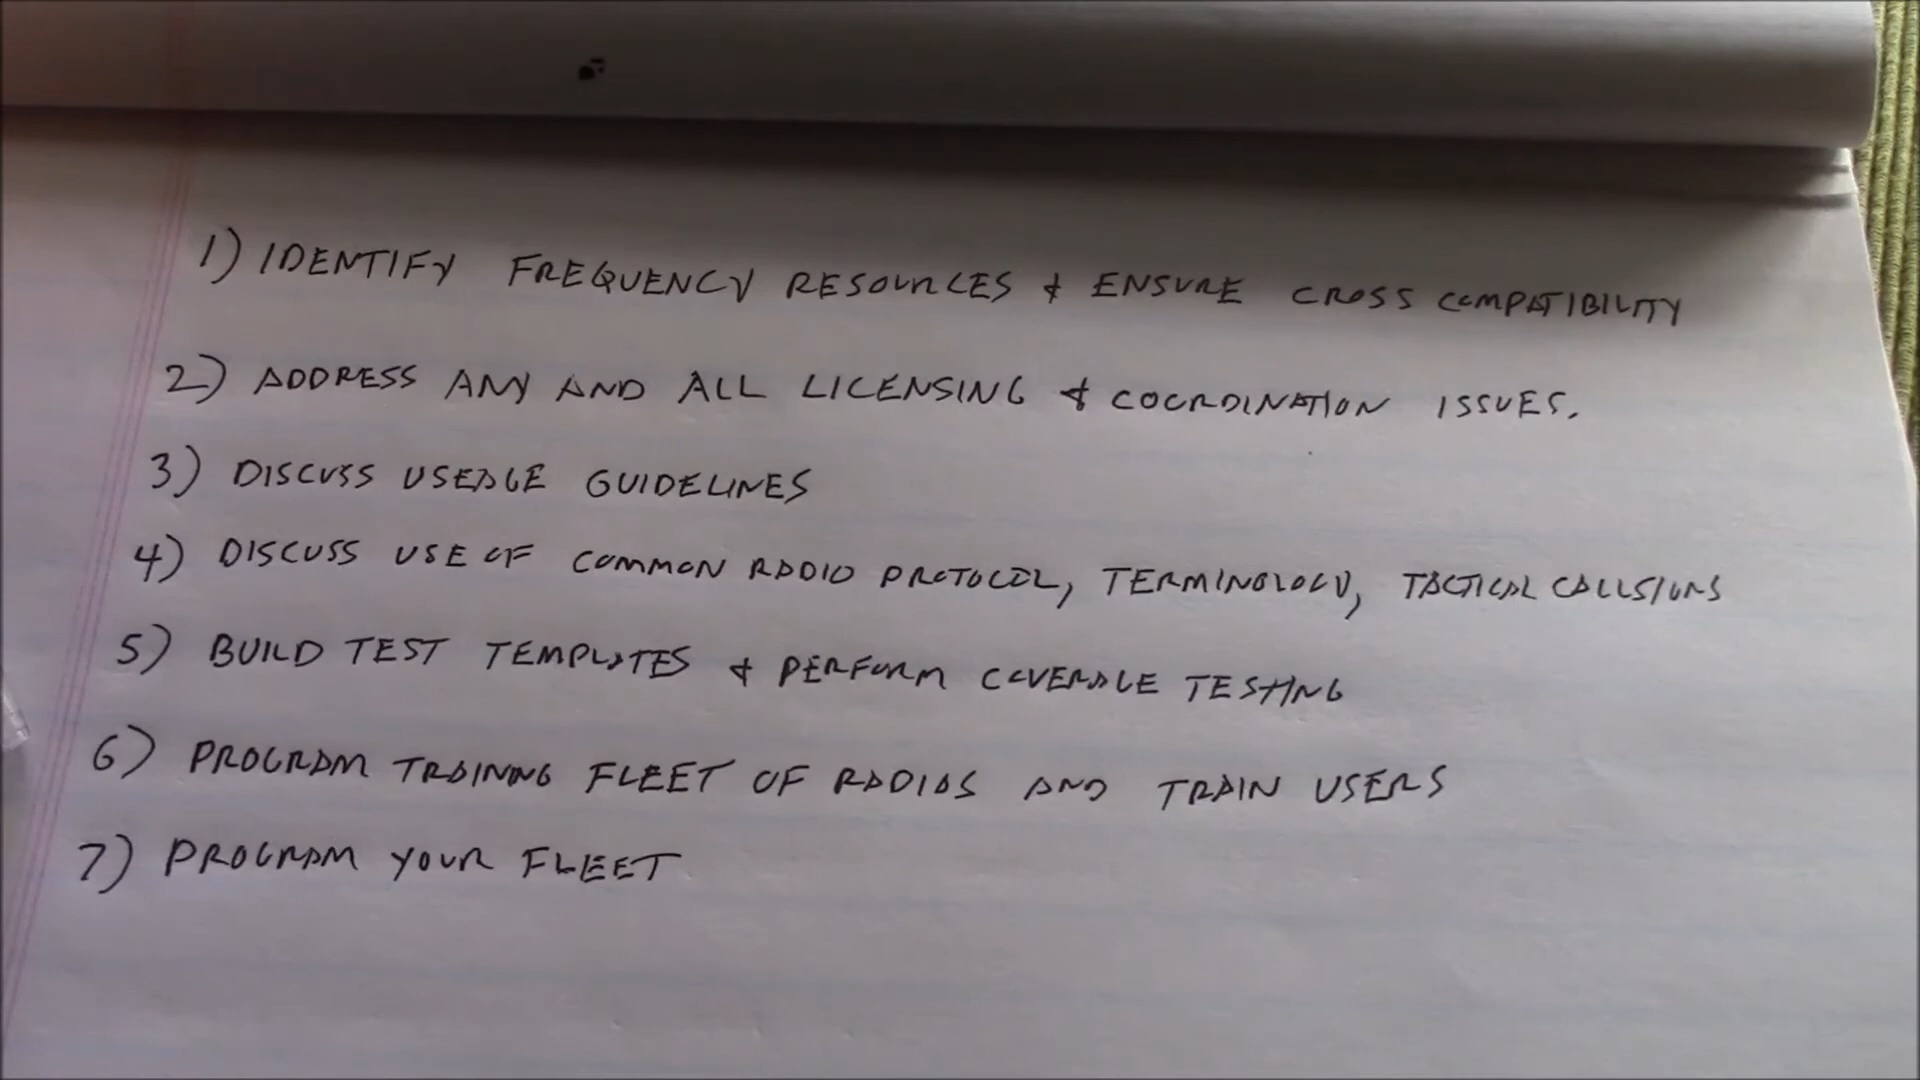 1) IDENTIFY FREQUENCY RESOURCES & ENSURE CROSS COMPATIBILITY
2) ADDRESS ANY AND ALL LICENSING & COORDINATION ISSUES.
3) DISCUSS USEAGE GUIDELINES
4) DISCUSS USE OF COMMON RADIO PROTOCOL, TERMINOLOGY, TACTICAL CALLSIGNS
5) BUILD TEST TEMPLATES & PERFORM COVERAGE TESTING
6) PROGRAM TRAINING FLEET OF RADIOS AND TRAIN USERS
7) PROGRAM YOUR FLEET